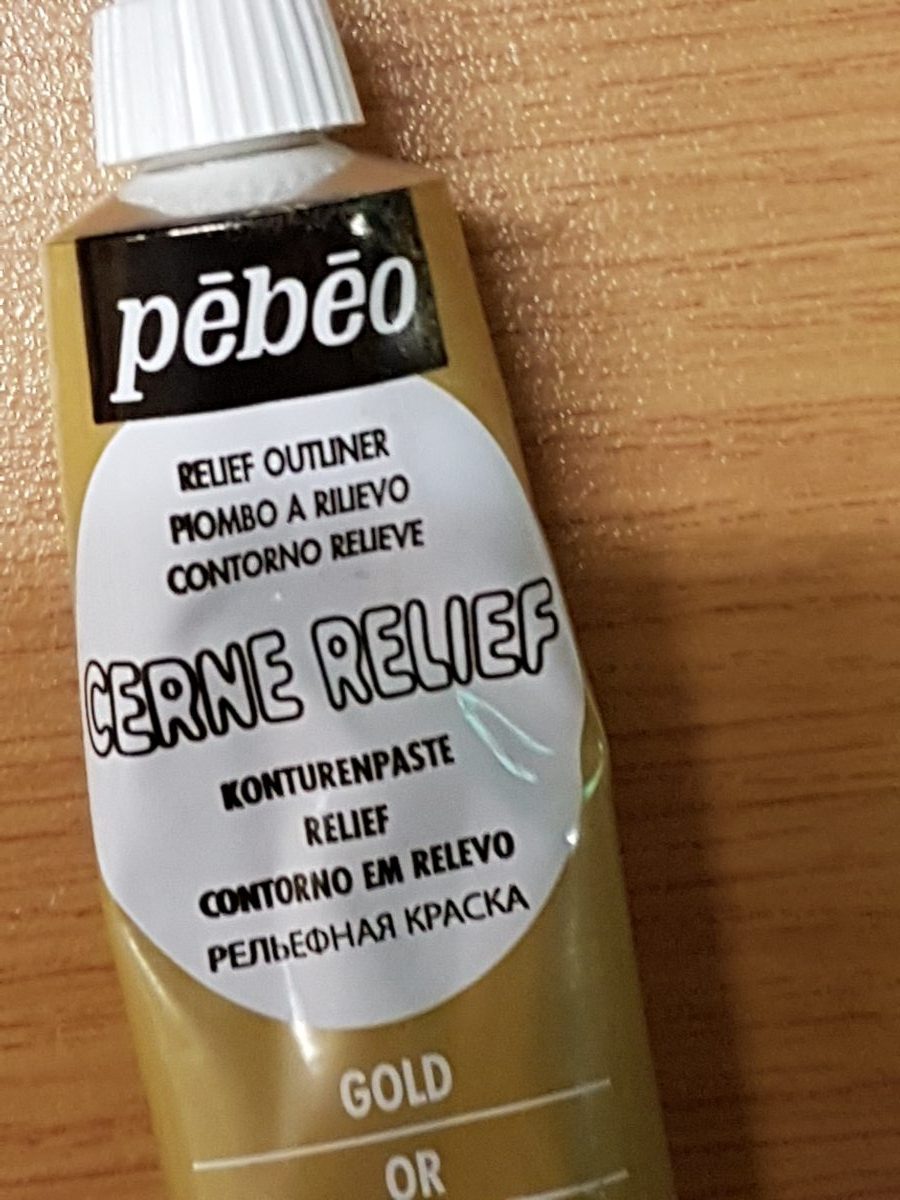 pēbēo
RELIEF OUTLINER
PIOMBO A RILIEVO
CONTORNO RELIEVE
CERNE RELIEF
KONTURENPASTE
RELIEF
CONTORNO EM RELEVO
РЕЛЬЕФНАЯ КРАСКА
GOLD
OR